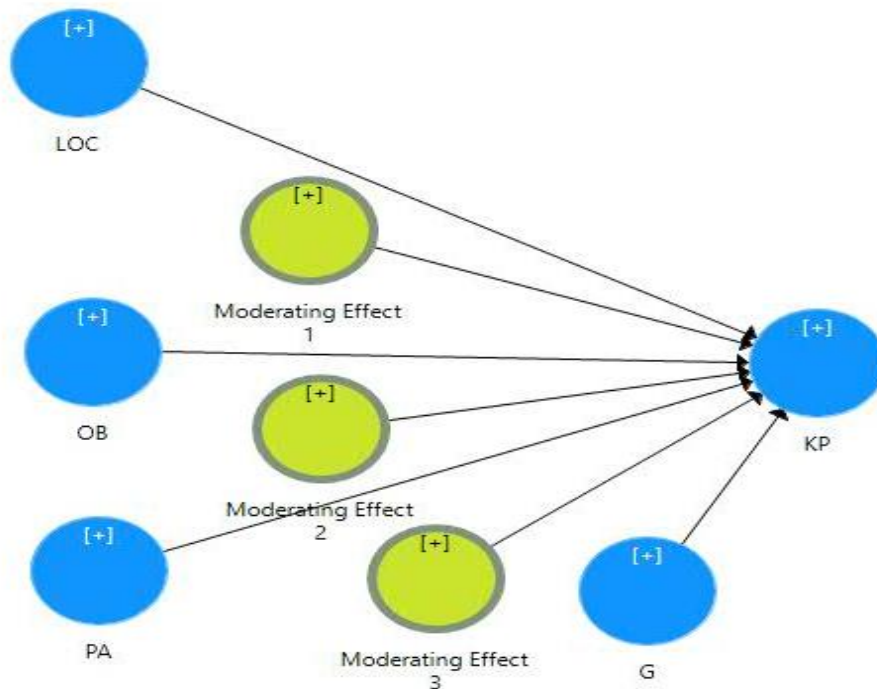 [+]
LOC
[+]
Moderating Effect
1
[+]
OB
[+]
KP
[+]
Moderating Effect
2
[+]
PA
[+]
Moderating Effect
3
[+]
G